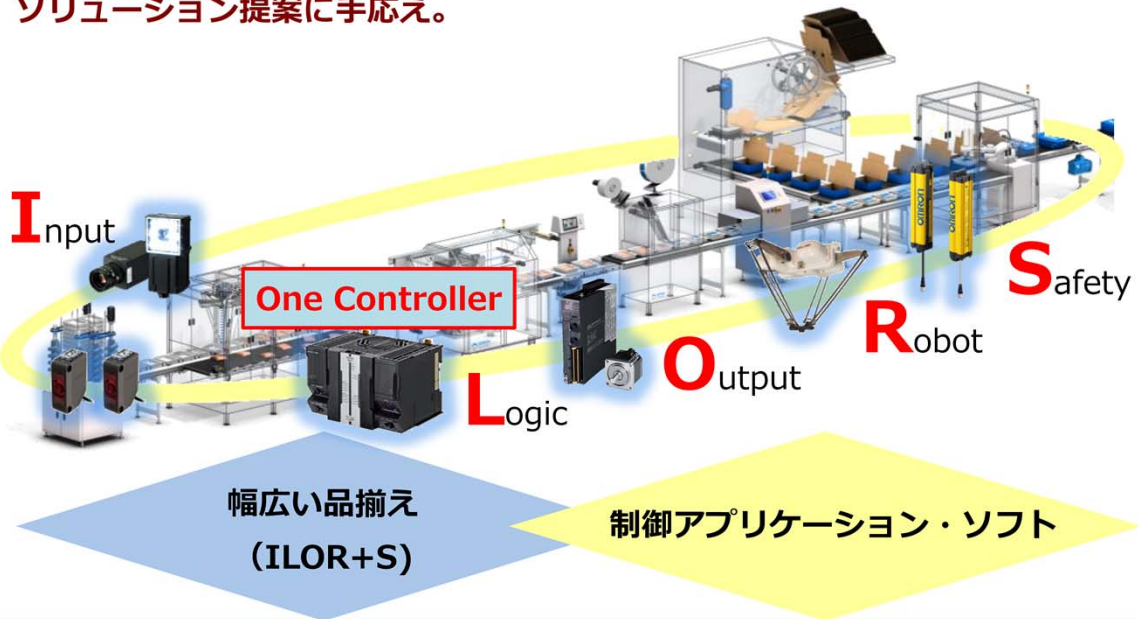 ソリューション提案に手応え。
Input
One Controller
Logic
Output
Robot
Safety
OMRON
OMRON
幅広い品揃え
（ILOR+S)
制御アプリケーション・ソフト